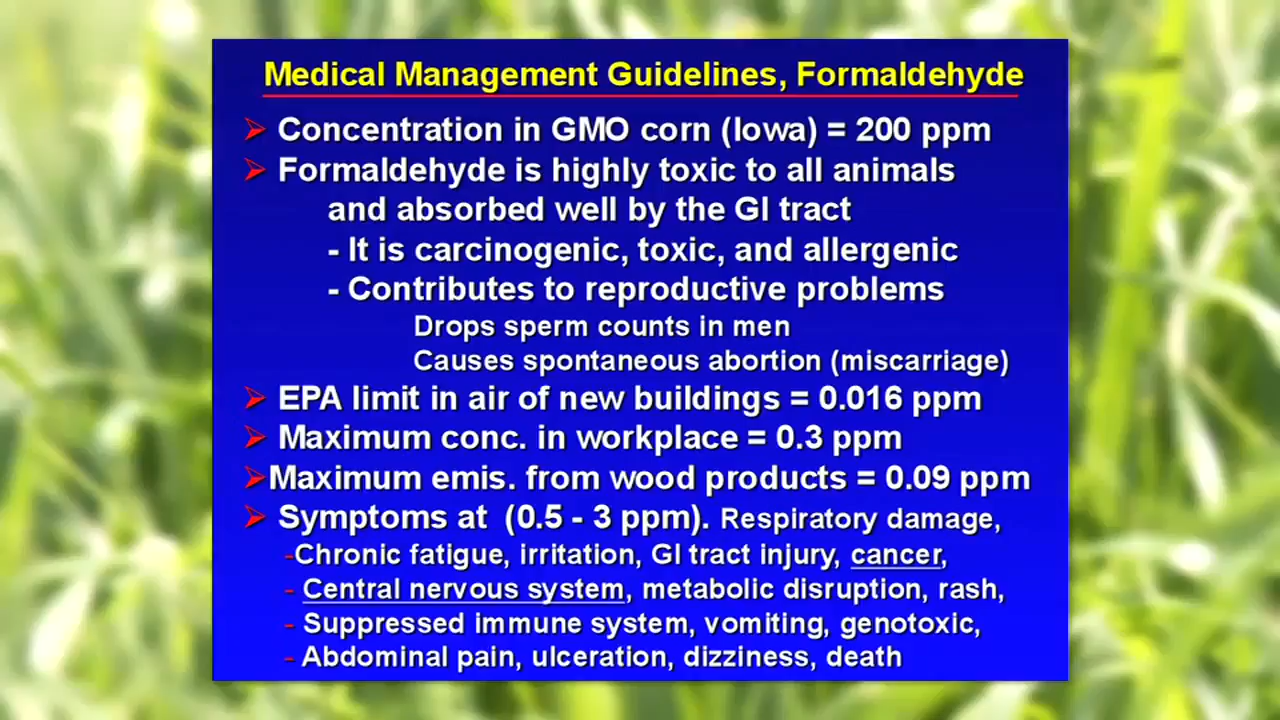 Medical Management Guidelines, Formaldehyde
Concentration in GMO corn (Iowa) = 200 ppm
Formaldehyde is highly toxic to all animals
and absorbed well by the GI tract
- It is carcinogenic, toxic, and allergenic
- Contributes to reproductive problems
Drops sperm counts in men
Causes spontaneous abortion (miscarriage)
EPA limit in air of new buildings = 0.016 ppm
Maximum conc. in workplace = 0.3 ppm
Maximum emis. from wood products = 0.09 ppm
Symptoms at (0.5 - 3 ppm). Respiratory damage,
-Chronic fatigue, irritation, GI tract injury, cancer,
- Central nervous system, metabolic disruption, rash,
- Suppressed immune system, vomiting, genotoxic,
- Abdominal pain, ulceration, dizziness, death